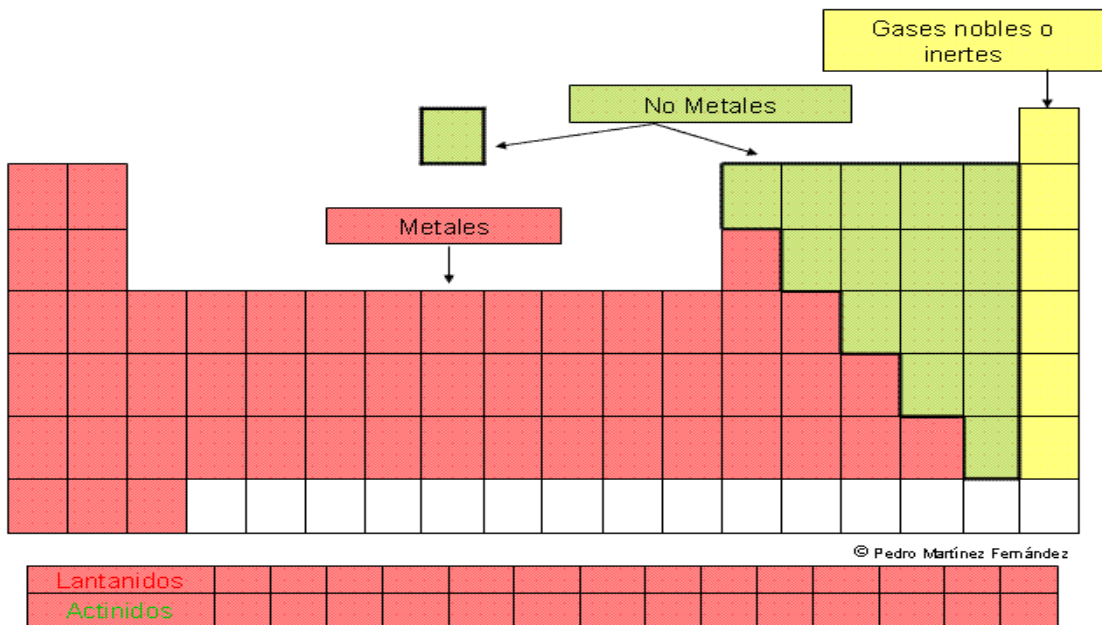 Gases nobles o
inertes
No Metales
Metales
© Pedro Martínez Fernández
Lantanidos
Actinidos